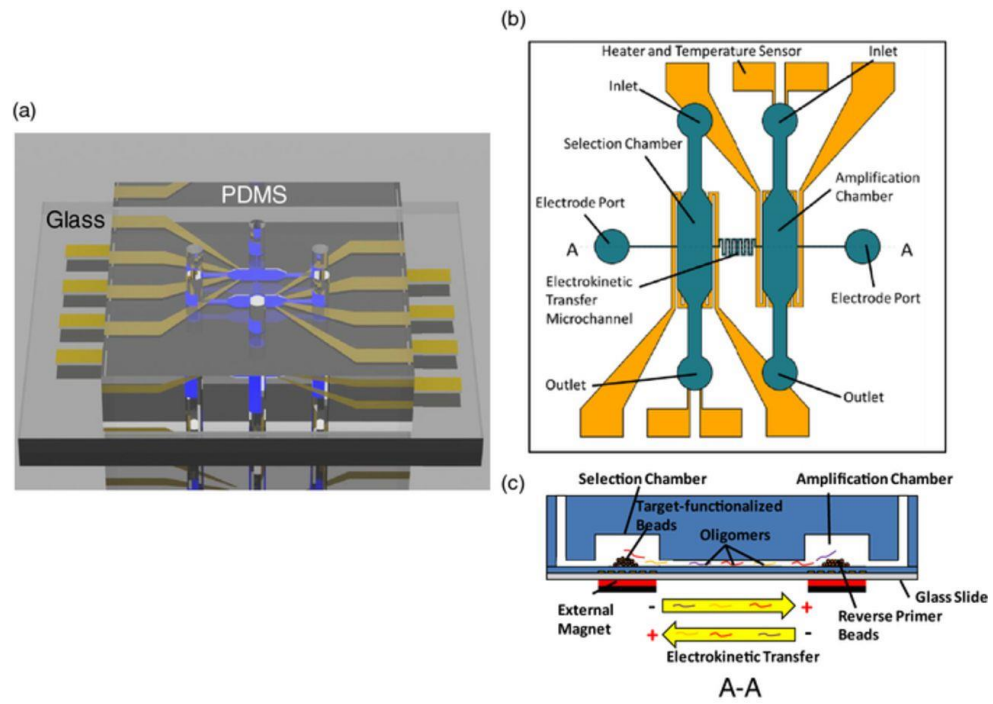 (a)
PDMS
Glass
(b)
Heater and Temperature Sensor
Inlet
Inlet
Selection Chamber
Amplification
Chamber
Electrode Port
A
A
Electrokinetic
Transfer
Microchannel
Electrode Port
Outlet
Outlet
(c)
Selection Chamber
Amplification Chamber
Target-functionalized
Beads
Oligomers
Glass Slide
External
Magnet
- +
Reverse Primer
Beads
+ -
Electrokinetic Transfer
A-A